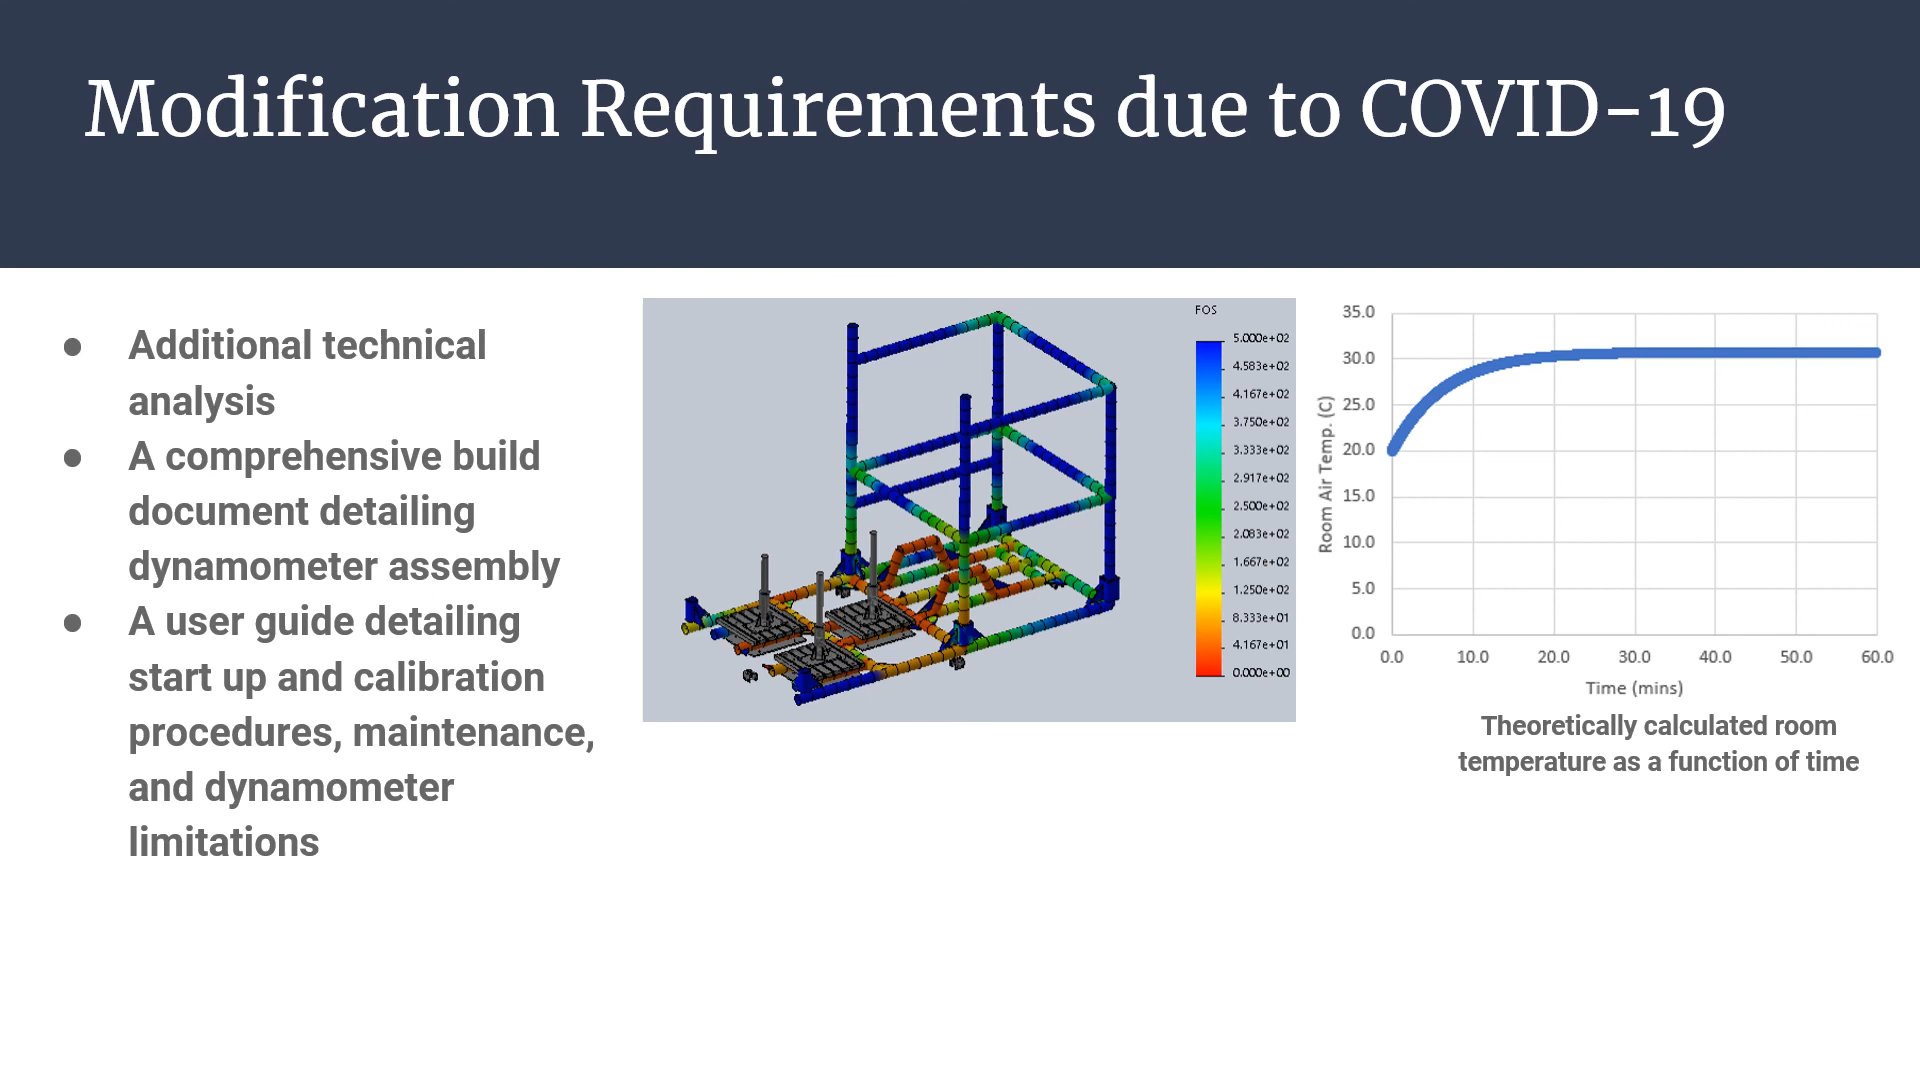 Modification Requirements due to COVID-19
● Additional technical
analysis
● A comprehensive build
document detailing
dynamometer assembly
● A user guide detailing
start up and calibration
procedures, maintenance,
and dynamometer
limitations
FOS
5.000e+02
4.583e+02
4.167e+02
3.750e+02
3.333e+02
2.917e+02
2.500e+02
2.083e+02
1.667e+02
1.250e+02
8.333e+01
4.167e+01
0.000e+00
Room Air Temp. (C)
35.0
30.0
25.0
20.0
15.0
10.0
5.0
0.0
0.0 10.0 20.0 30.0 40.0 50.0 60.0
Time (mins)
Theoretically calculated room
temperature as a function of time